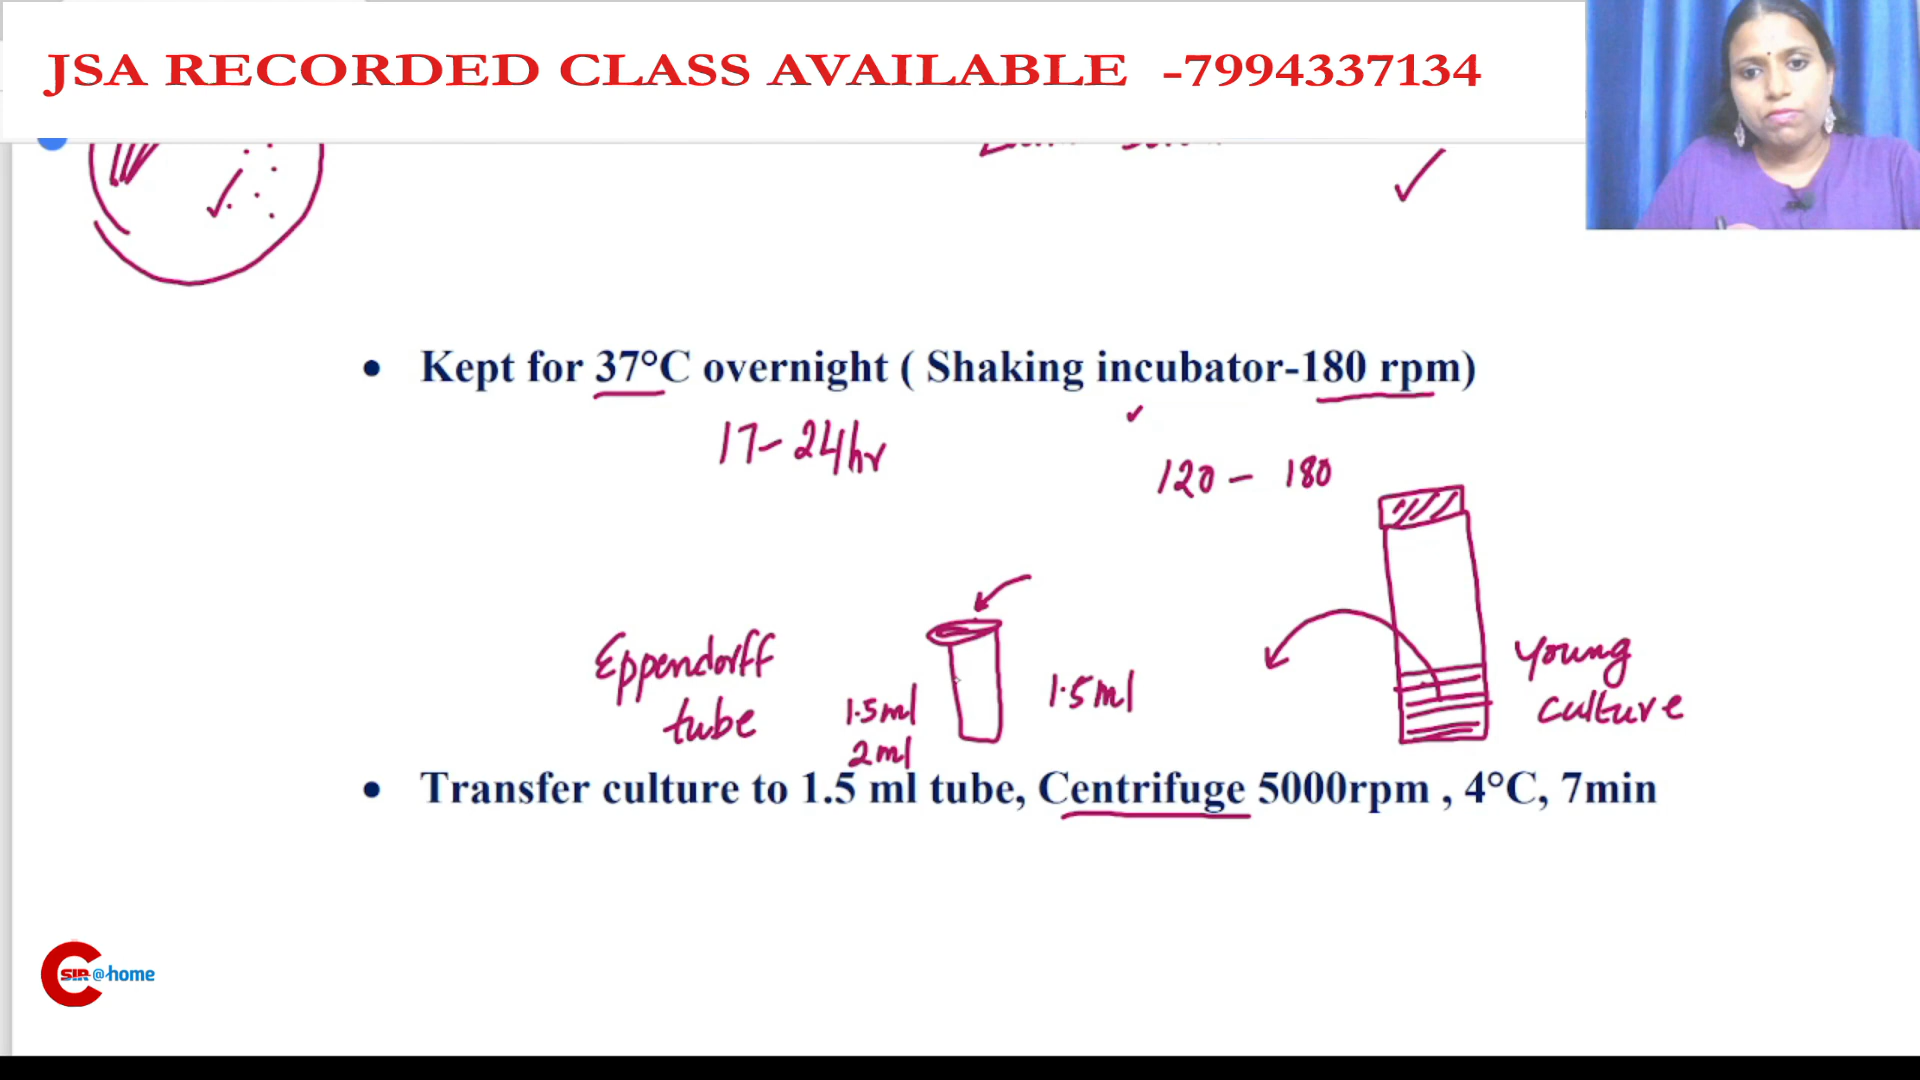 JSA RECORDED CLASS AVAILABLE -7994337134
• Kept for 37°C overnight ( Shaking incubator-180 rpm)
17-24hr
120 - 180
Eppendorff
tube
1.5ml
2ml
1.5ml
Young
culture
• Transfer culture to 1.5 ml tube, Centrifuge 5000rpm , 4°C, 7min
CSIR@home